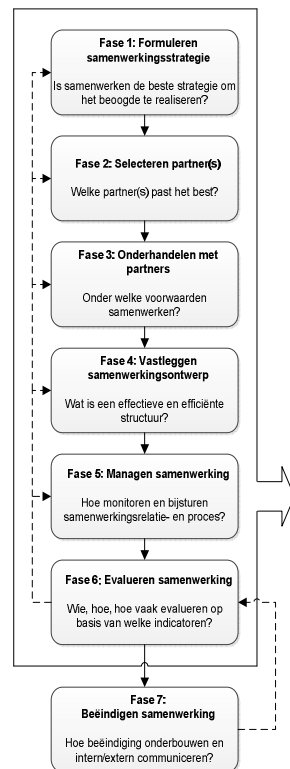 Fase 1: Formuleren
samenwerkingsstrategie
Is samenwerken de beste strategie om
het beoogde te realiseren?
Fase 2: Selecteren partner(s)
Welke partner(s) past het best?
Fase 3: Onderhandelen met
partners
Onder welke voorwaarden
samenwerken?
Fase 4: Vastleggen
samenwerkingsontwerp
Wat is een effectieve en efficiënte
structuur?
Fase 5: Managen samenwerking
Hoe monitoren en bijsturen
samenwerkingsrelatie- en proces?
Fase 6: Evalueren samenwerking
Wie, hoe, hoe vaak evalueren op
basis van welke indicatoren?
Fase 7:
Beëindigen samenwerking
Hoe beëindiging onderbouwen en
intern/extern communiceren?